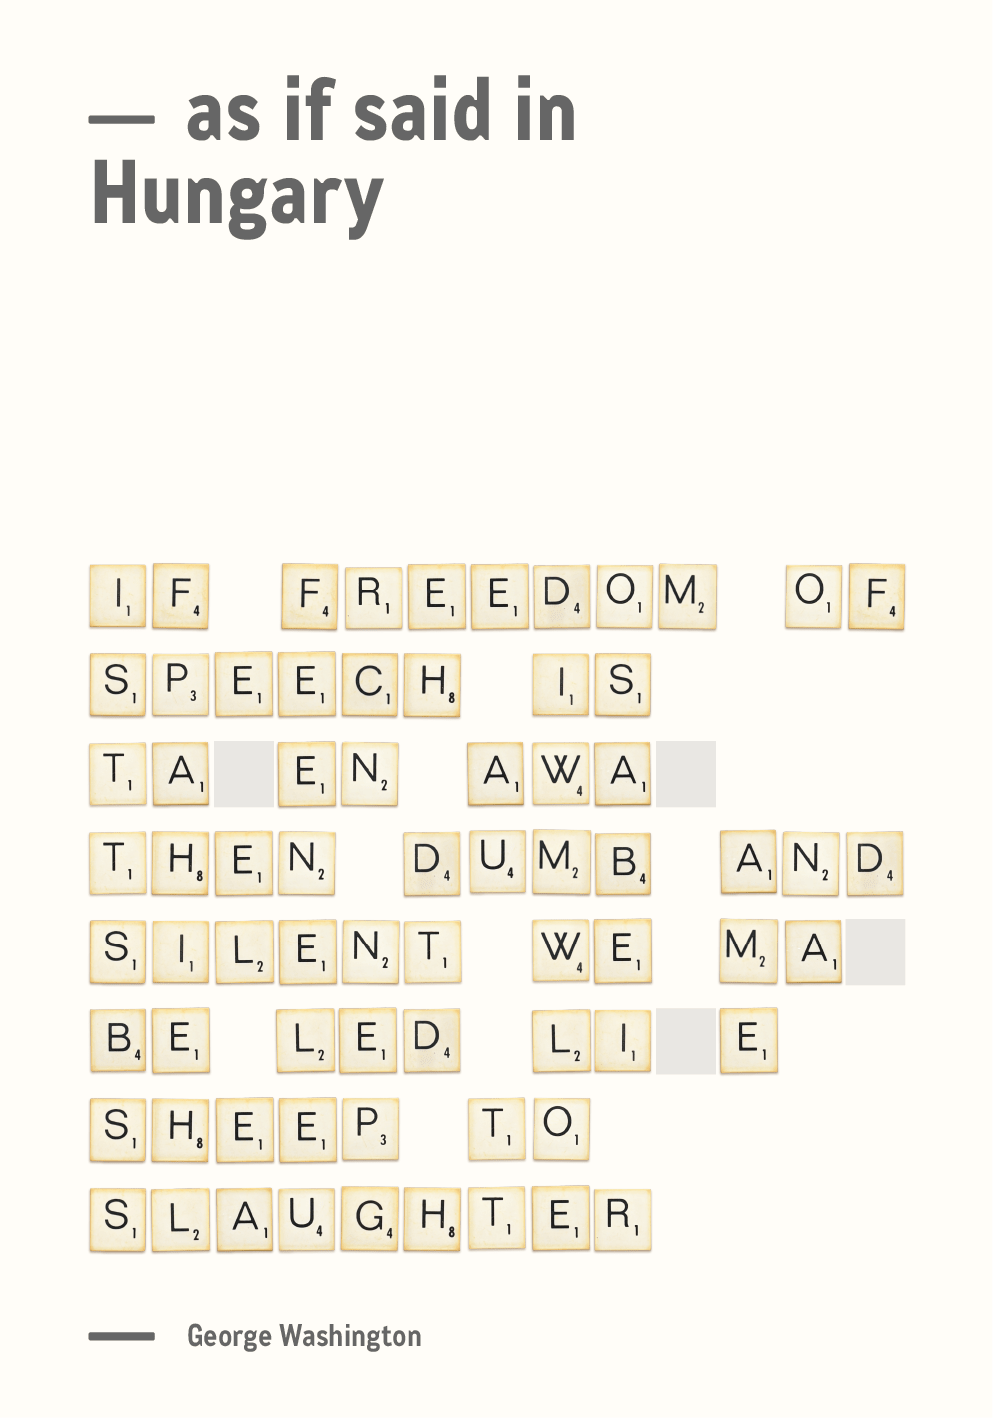 — as if said in
Hungary
IF FREEDOM OF
SPEECH IS
TA EN AWA
THEN DUMB AND
SILENT WE MA
BE LED LI E
SHEEP TO
SLAUGHTER
— George Washington